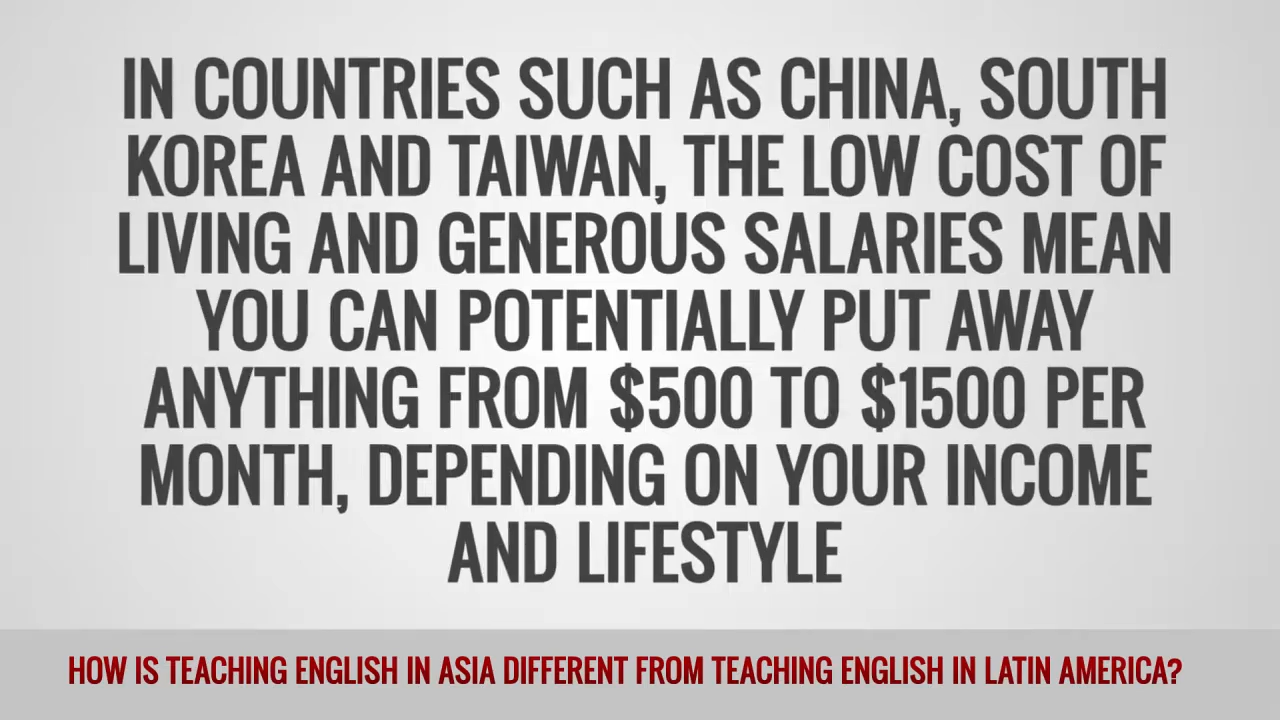 IN COUNTRIES SUCH AS CHINA, SOUTH
KOREA AND TAIWAN, THE LOW COST OF
LIVING AND GENEROUS SALARIES MEAN
YOU CAN POTENTIALLY PUT AWAY
ANYTHING FROM $500 TO $1500 PER
MONTH, DEPENDING ON YOUR INCOME
AND LIFESTYLE
HOW IS TEACHING ENGLISH IN ASIA DIFFERENT FROM TEACHING ENGLISH IN LATIN AMERICA?